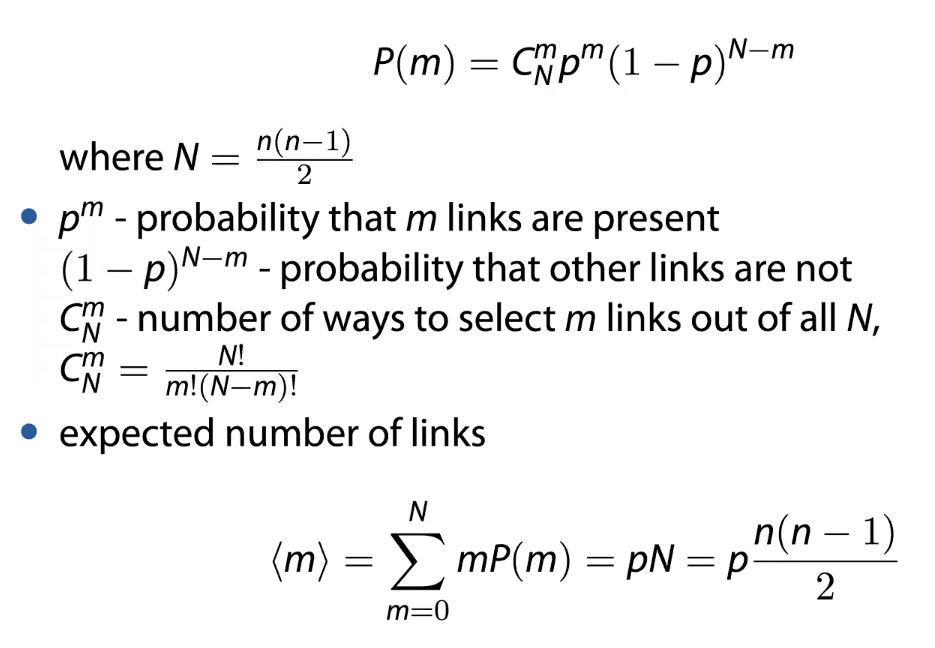 P(m) = C_N^m p^m (1 − p)^{N−m}
where N = \frac{n(n−1)}{2}
• p^m - probability that m links are present
(1 − p)^{N−m} - probability that other links are not
C_N^m - number of ways to select m links out of all N,
C_N^m = \frac{N!}{m!(N−m)!}
• expected number of links
⟨m⟩ = \sum_{m=0}^{N} mP(m) = pN = p\frac{n(n − 1)}{2}